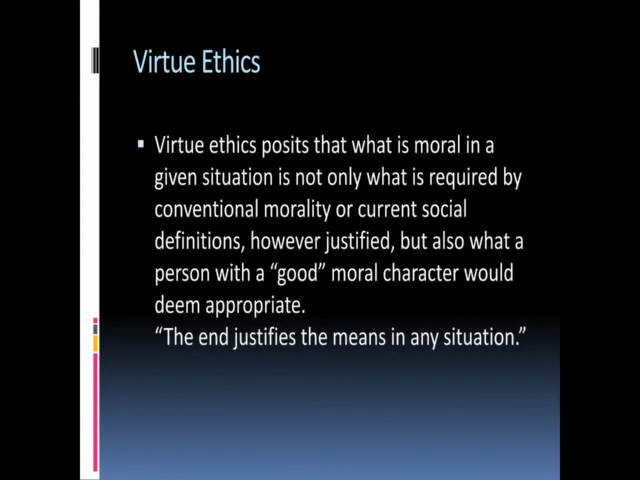 Virtue Ethics
Virtue ethics posits that what is moral in a
given situation is not only what is required by
conventional morality or current social
definitions, however justified, but also what a
person with a “good” moral character would
deem appropriate.
“The end justifies the means in any situation.”